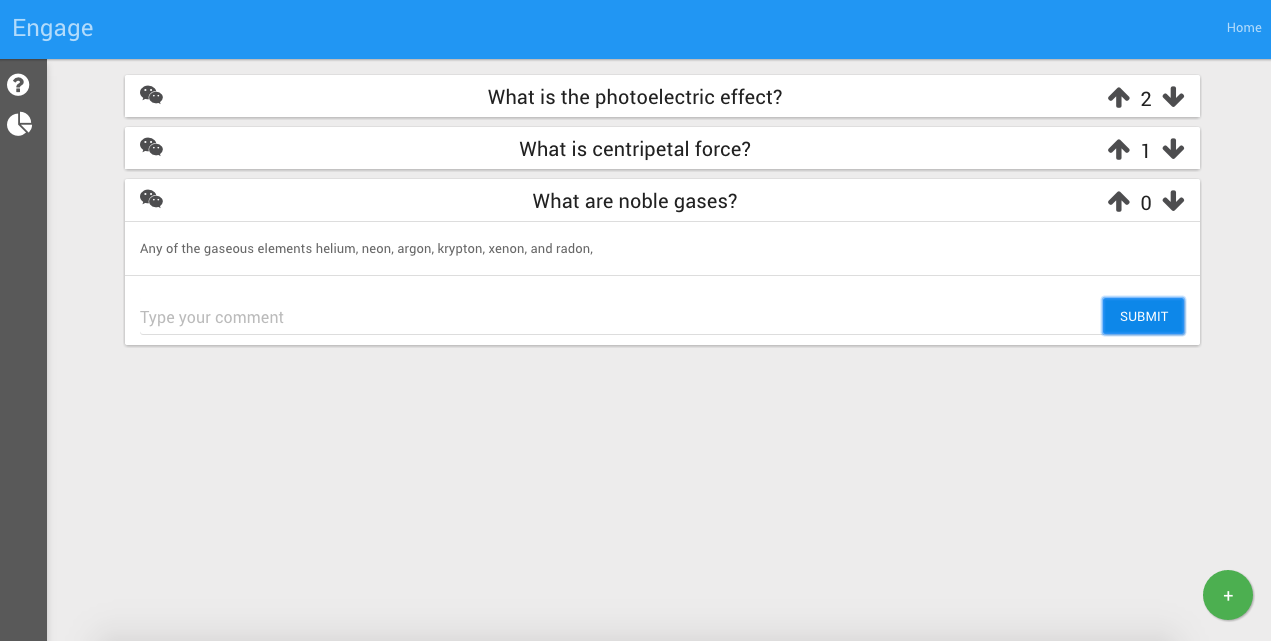 Engage
Home
What is the photoelectric effect?
2
What is centripetal force?
1
What are noble gases?
0
Any of the gaseous elements helium, neon, argon, krypton, xenon, and radon,
Type your comment
SUBMIT
+